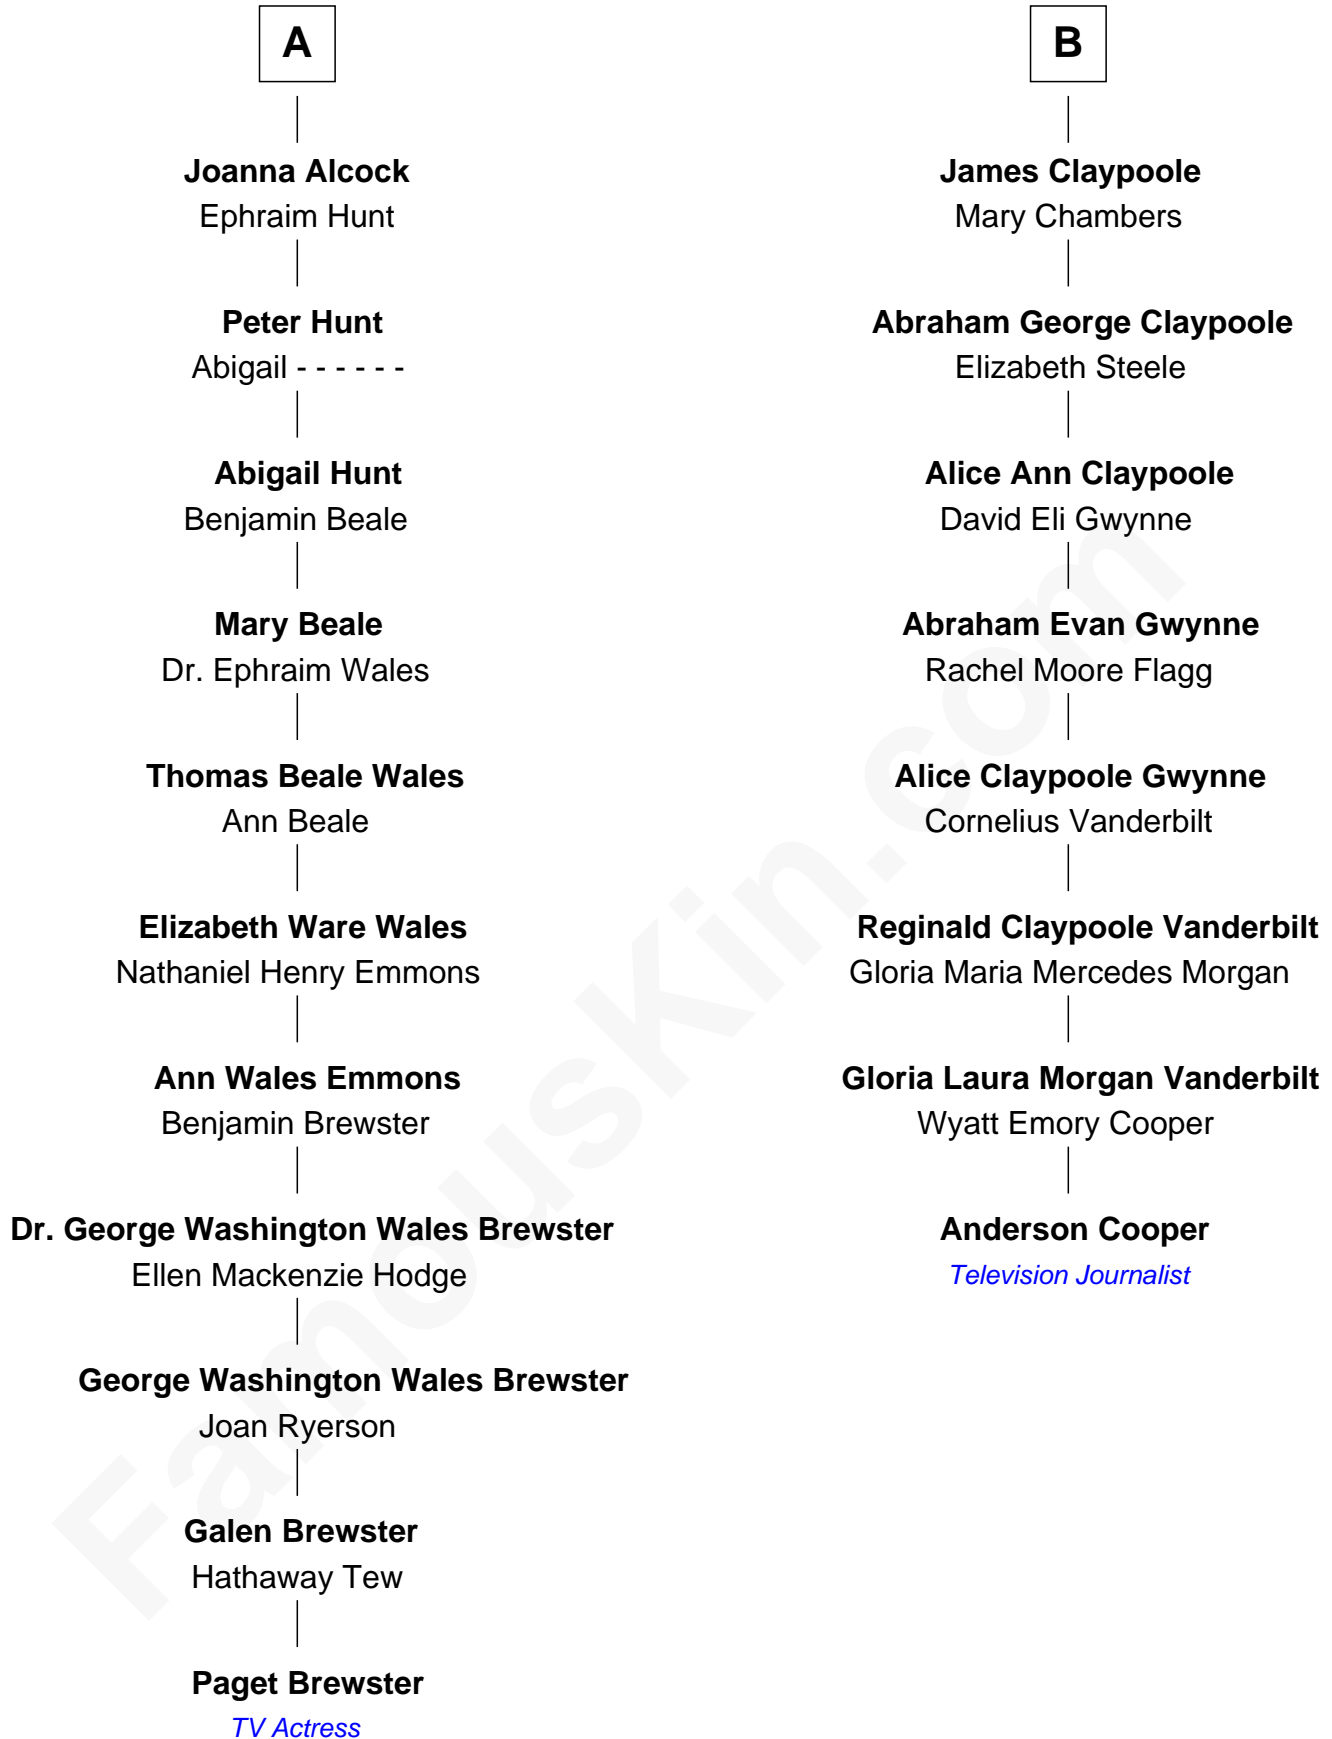 A
Joanna Alcock
Ephraim Hunt
Peter Hunt
Abigail - - - - - -
Abigail Hunt
Benjamin Beale
Mary Beale
Dr. Ephraim Wales
Thomas Beale Wales
Ann Beale
Elizabeth Ware Wales
Nathaniel Henry Emmons
Ann Wales Emmons
Benjamin Brewster
Dr. George Washington Wales Brewster
Ellen Mackenzie Hodge
George Washington Wales Brewster
Joan Ryerson
Galen Brewster
Hathaway Tew
Paget Brewster
TV Actress
B
James Claypoole
Mary Chambers
Abraham George Claypoole
Elizabeth Steele
Alice Ann Claypoole
David Eli Gwynne
Abraham Evan Gwynne
Rachel Moore Flagg
Alice Claypoole Gwynne
Cornelius Vanderbilt
Reginald Claypoole Vanderbilt
Gloria Maria Mercedes Morgan
Gloria Laura Morgan Vanderbilt
Wyatt Emory Cooper
Anderson Cooper
Television Journalist
FamousKin.com